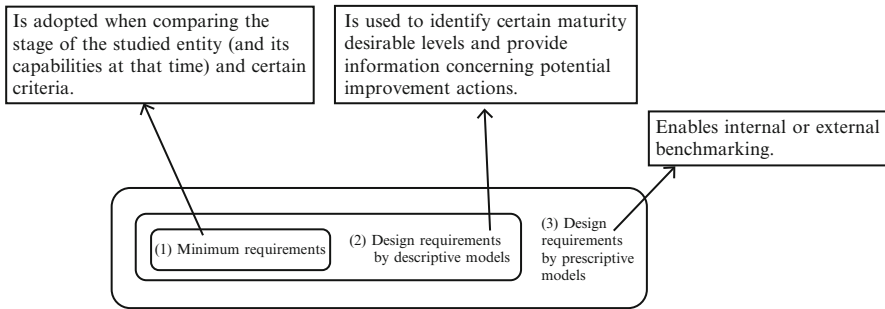 Is adopted when comparing the
stage of the studied entity (and its
capabilities at that time) and certain
criteria.
Is used to identify certain maturity
desirable levels and provide
information concerning potential
improvement actions.
Enables internal or external
benchmarking.
(1) Minimum requirements
(2) Design requirements
by descriptive models
(3) Design
requirements
by prescriptive
models